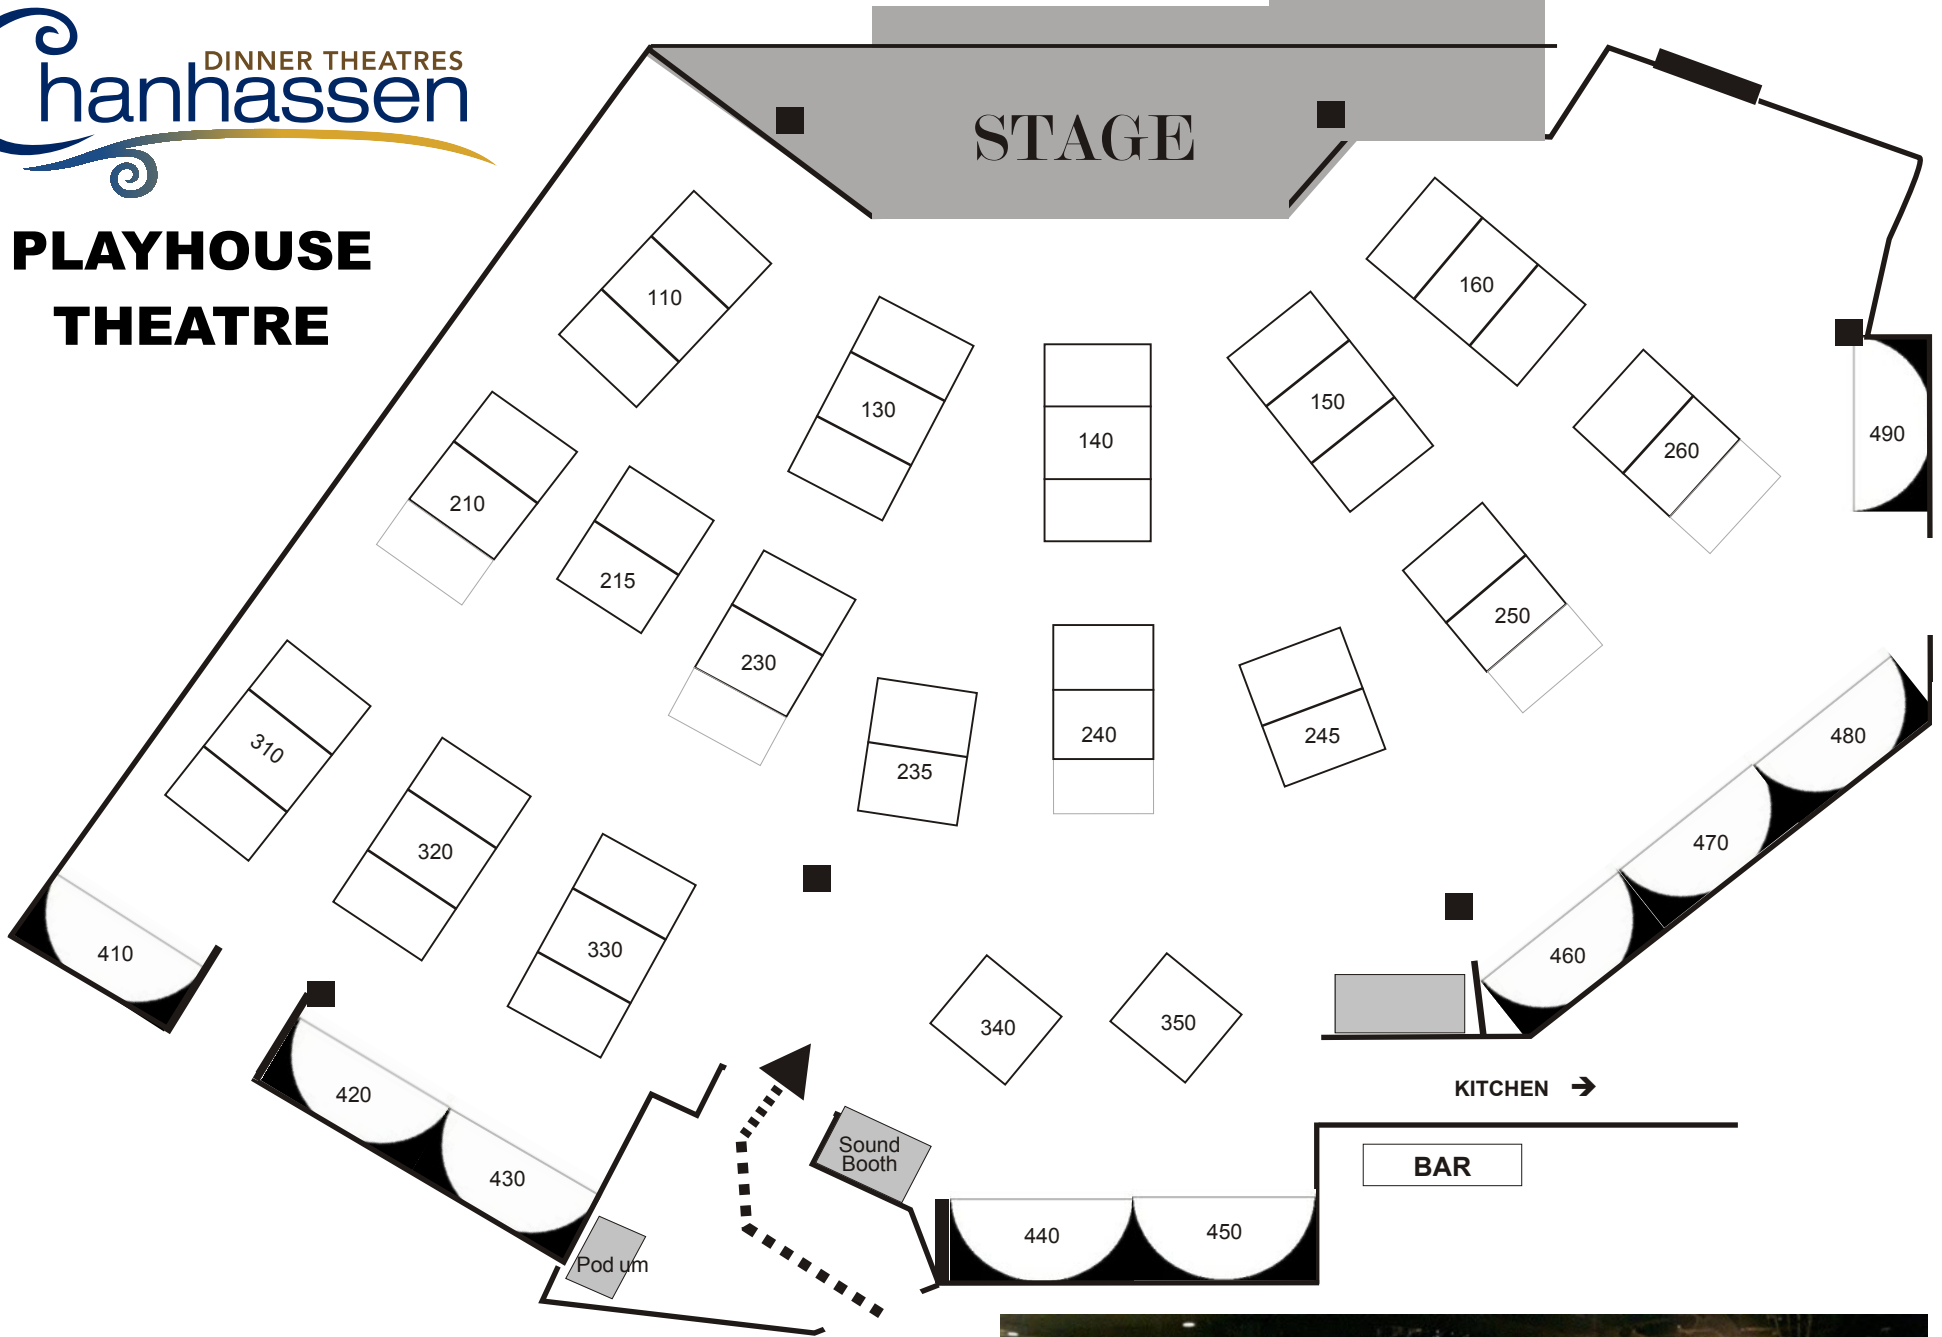 DINNER THEATRES
Chanhassen
PLAYHOUSE
THEATRE
STAGE
110
130
140
150
160
210
215
230
235
240
245
250
260
310
320
330
340
350
410
420
430
440
450
460
470
480
490
KITCHEN ➔
BAR
Sound
Booth
Pod um